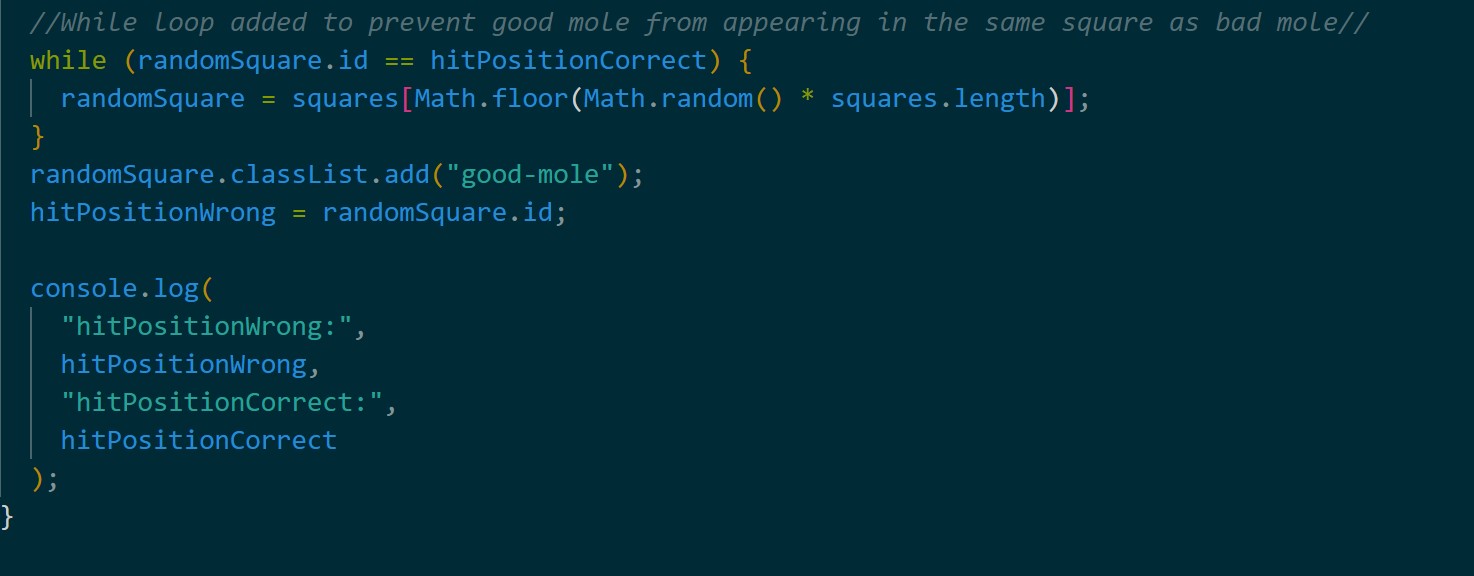 //While loop added to prevent good mole from appearing in the same square as bad mole//
while (randomSquare.id == hitPositionCorrect) {
randomSquare = squares[Math.floor(Math.random() * squares.length)];
}
randomSquare.classList.add("good-mole");
hitPositionWrong = randomSquare.id;
console.log(
"hitPositionWrong:",
hitPositionWrong,
"hitPositionCorrect:",
hitPositionCorrect
);
}